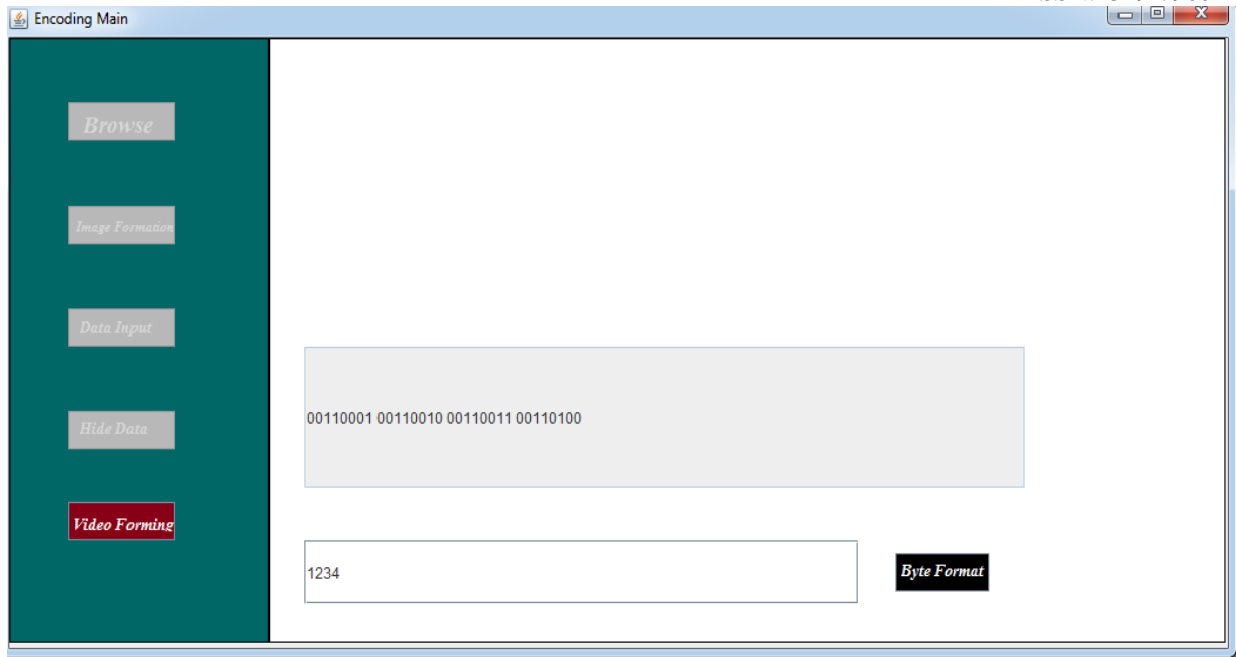 Encoding Main
Browse
Image Formation
Data Input
Hide Data
00110001 00110010 00110011 00110100
Video Forming
1234
Byte Format